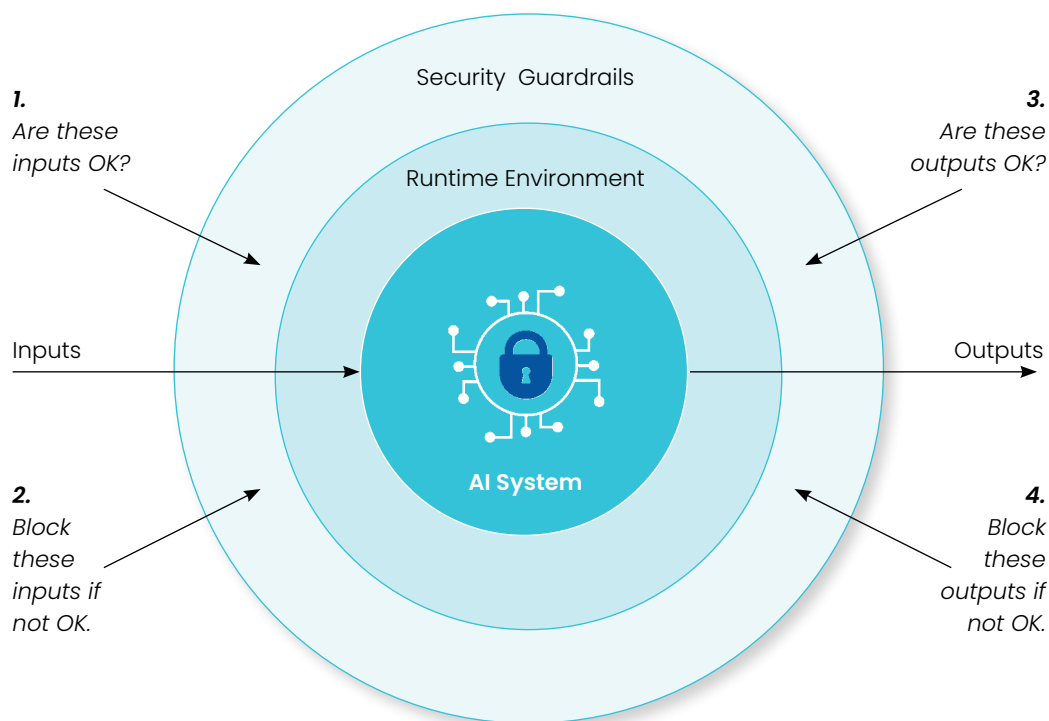 Security Guardrails
1.
Are these
inputs OK?
3.
Are these
outputs OK?
Runtime Environment
Inputs
Outputs
AI System
2.
Block
these
inputs if
not OK.
4.
Block
these
outputs if
not OK.